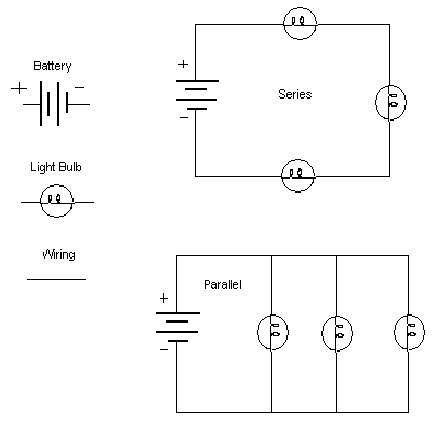 Battery
+ −
Light Bulb
Wiring
+
Series
−
Parallel
+
−